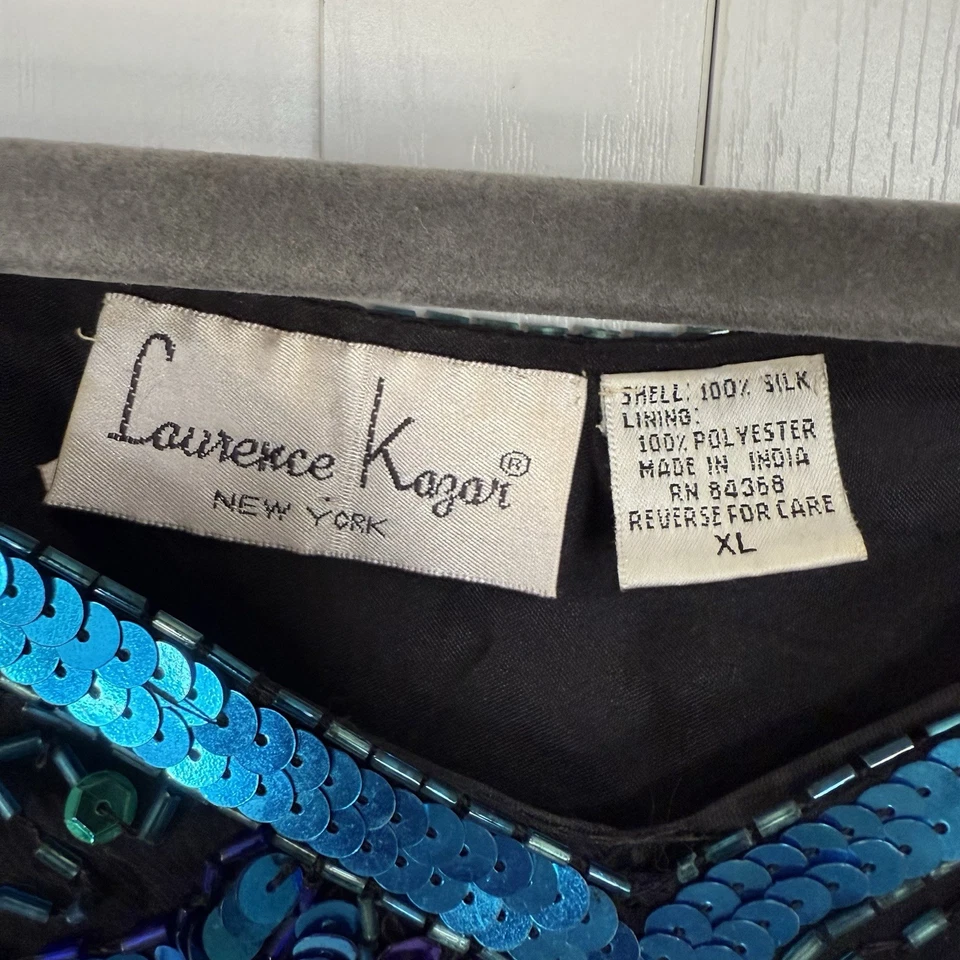 Laurence Kazar®
NEW YORK
SHELL: 100% SILK
LINING:
100% POLYESTER
MADE IN INDIA
RN 84368
REVERSE FOR CARE
XL